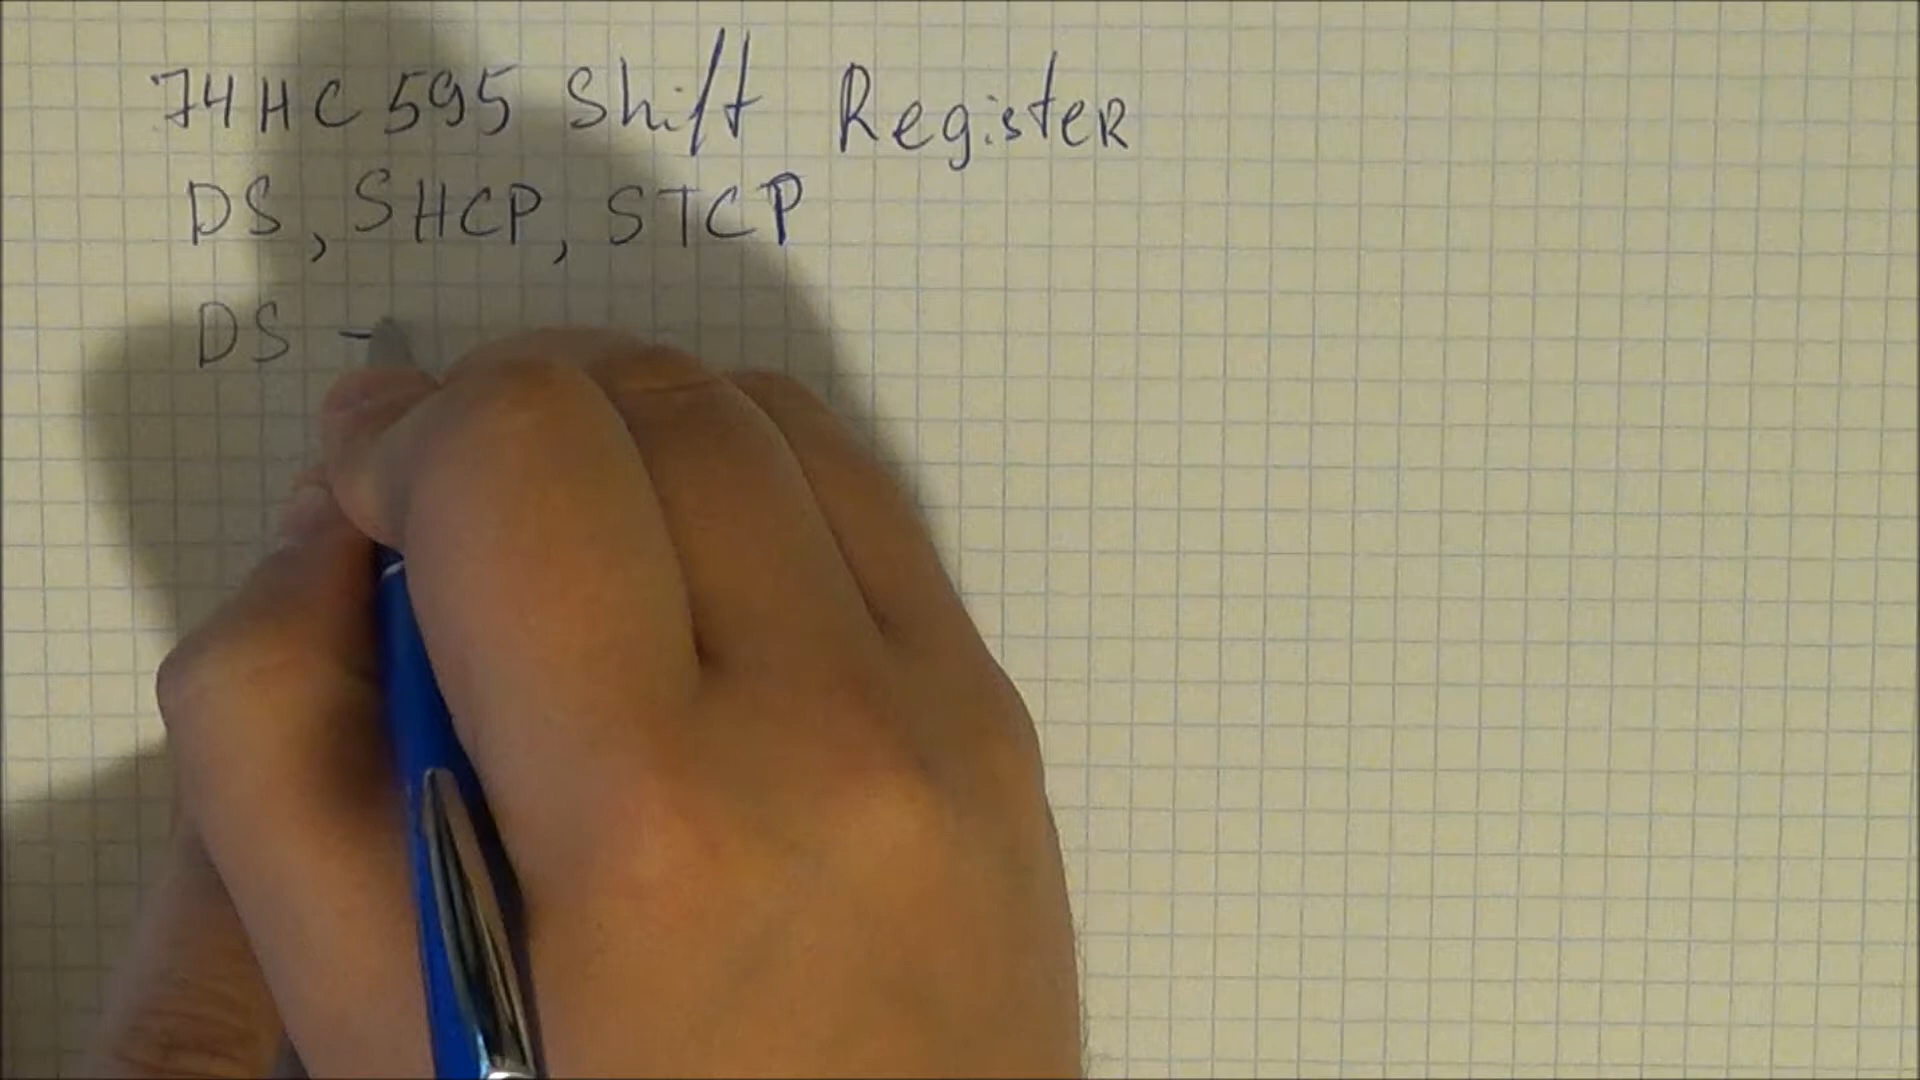 74HC595 Shift Register
DS, SHCP, STCP
DS -